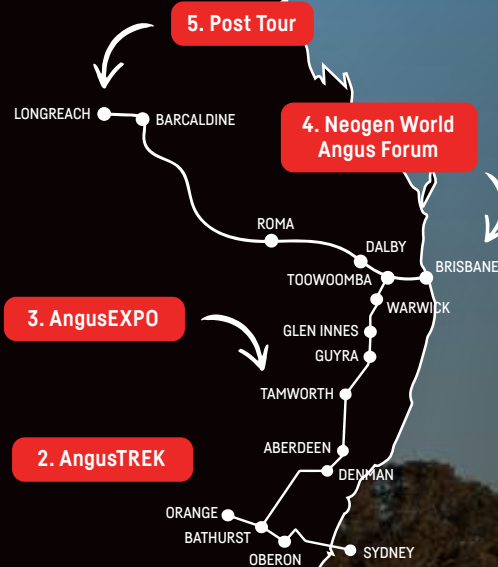 5. Post Tour
LONGREACH
BARCALDINE
4. Neogen World
Angus Forum
ROMA
DALBY
BRISBANE
TOOWOOMBA
WARWICK
3. AngusEXPO
GLEN INNES
GUYRA
TAMWORTH
ABERDEEN
2. AngusTREK
DENMAN
ORANGE
BATHURST
OBERON
SYDNEY